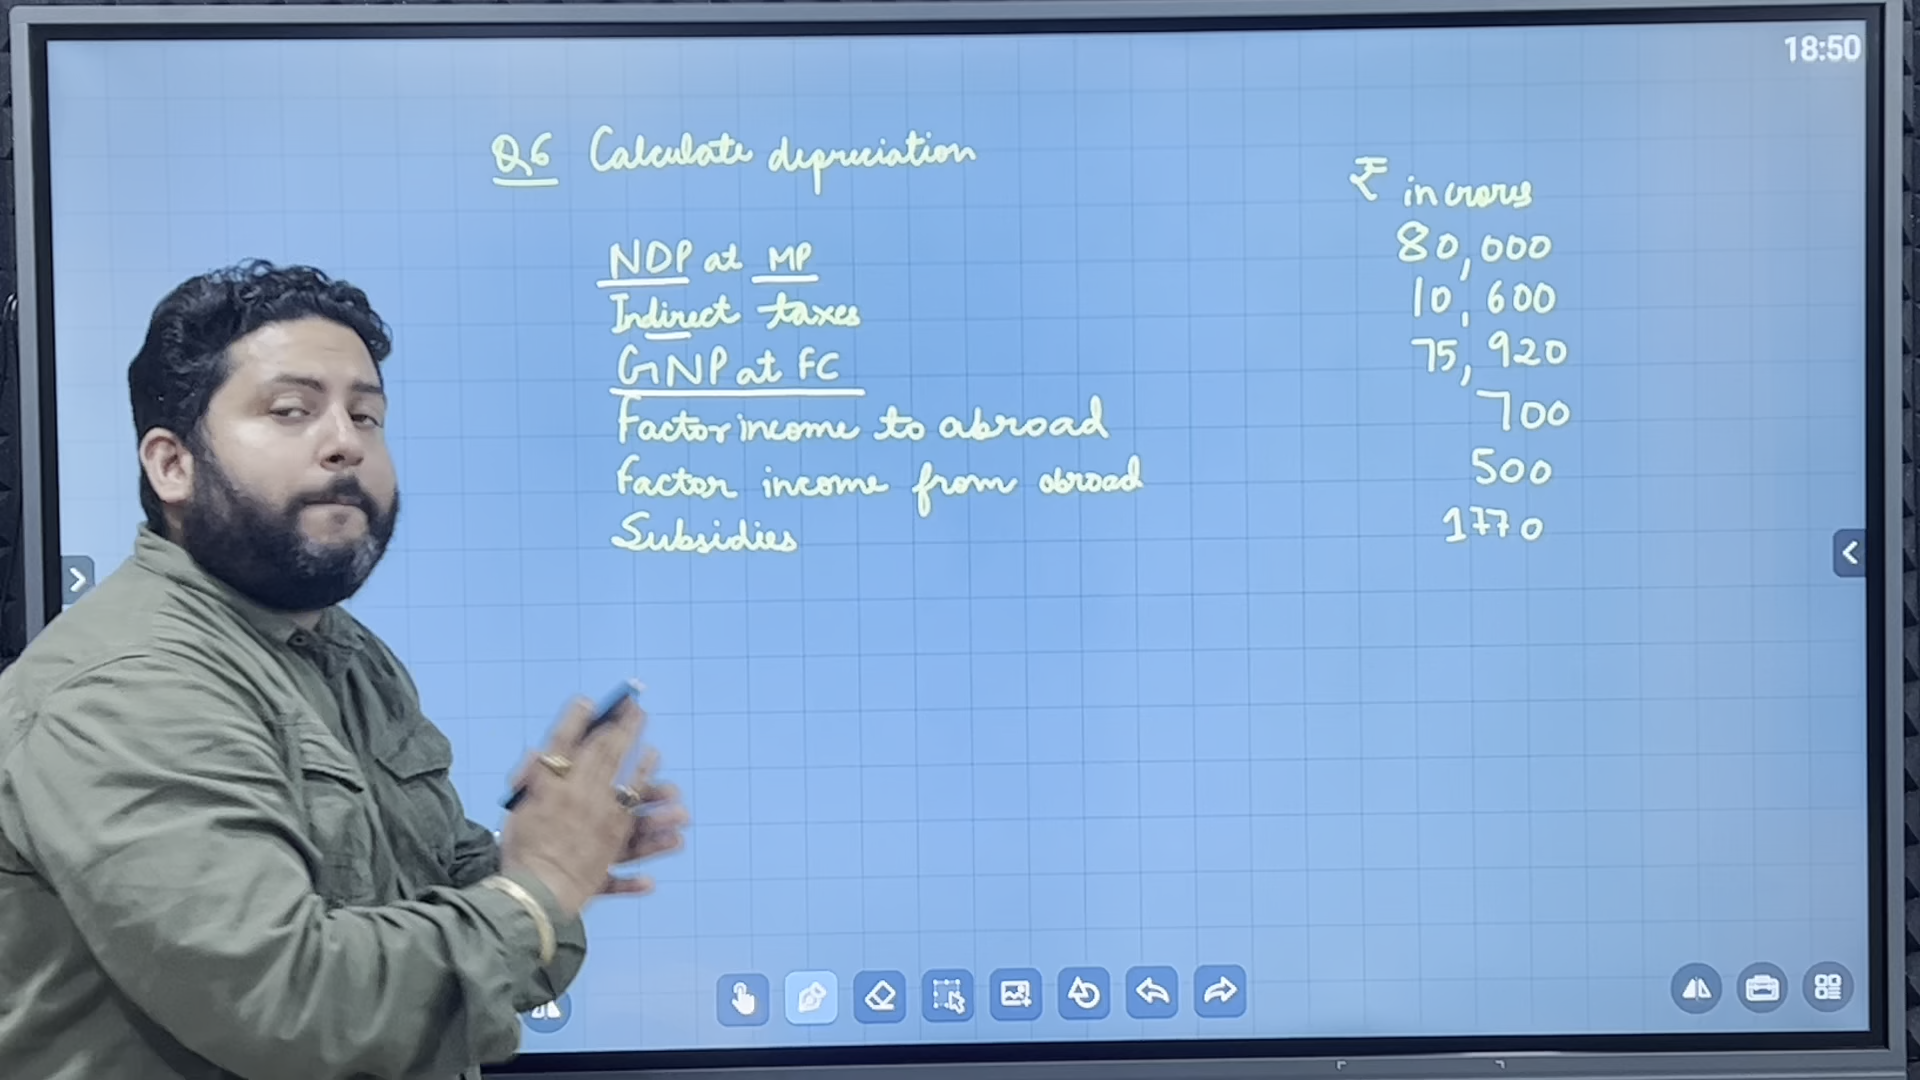 18:50
Q6 Calculate depreciation
₹ in crores
NDP at MP 80,000
Indirect taxes 10,600
GNP at FC 75,920
Factor income to abroad 700
Factor income from abroad 500
Subsidies 1770